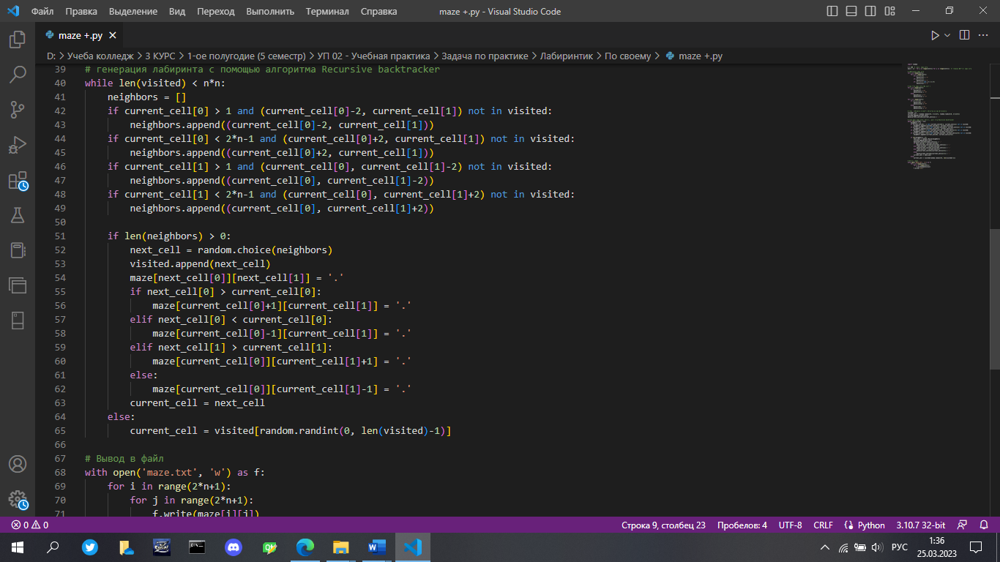 Файл Правка Выделение Вид Переход Выполнить Терминал Справка maze +.py - Visual Studio Code
maze +.py
D: > Учеба колледж > 3 КУРС > 1-ое полугодие (5 семестр) > УП 02 - Учебная практика > Задача по практике > Лабиринтик > По своему > maze +.py
39 # генерация лабиринта с помощью алгоритма Recursive backtracker
40 while len(visited) < n*n:
41     neighbors = []
42     if current_cell[0] > 1 and (current_cell[0]-2, current_cell[1]) not in visited:
43         neighbors.append((current_cell[0]-2, current_cell[1]))
44     if current_cell[0] < 2*n-1 and (current_cell[0]+2, current_cell[1]) not in visited:
45         neighbors.append((current_cell[0]+2, current_cell[1]))
46     if current_cell[1] > 1 and (current_cell[0], current_cell[1]-2) not in visited:
47         neighbors.append((current_cell[0], current_cell[1]-2))
48     if current_cell[1] < 2*n-1 and (current_cell[0], current_cell[1]+2) not in visited:
49         neighbors.append((current_cell[0], current_cell[1]+2))
50
51     if len(neighbors) > 0:
52         next_cell = random.choice(neighbors)
53         visited.append(next_cell)
54         maze[next_cell[0]][next_cell[1]] = '.'
55         if next_cell[0] > current_cell[0]:
56             maze[current_cell[0]+1][current_cell[1]] = '.'
57         elif next_cell[0] < current_cell[0]:
58             maze[current_cell[0]-1][current_cell[1]] = '.'
59         elif next_cell[1] > current_cell[1]:
60             maze[current_cell[0]][current_cell[1]+1] = '.'
61         else:
62             maze[current_cell[0]][current_cell[1]-1] = '.'
63         current_cell = next_cell
64     else:
65         current_cell = visited[random.randint(0, len(visited)-1)]
66
67 # Вывод в файл
68 with open('maze.txt', 'w') as f:
69     for i in range(2*n+1):
70         for j in range(2*n+1):
71             f.write(maze[i][j])
0 0 Строка 9, столбец 23 Пробелов: 4 UTF-8 CRLF Python 3.10.7 32-bit
РУС 1:36
25.03.2023